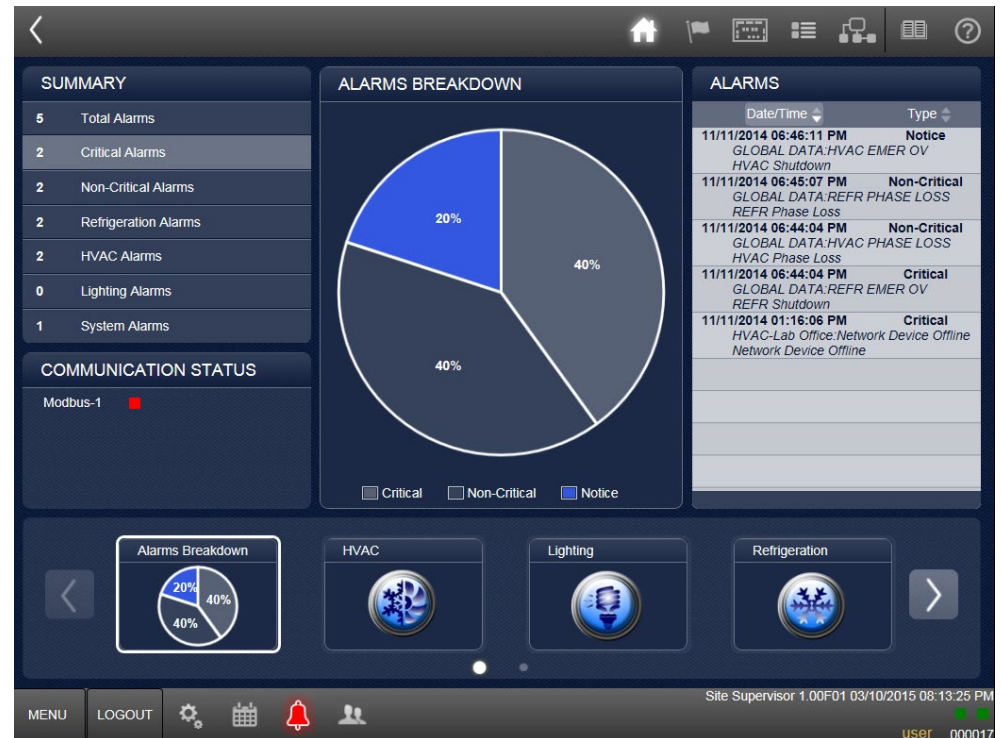 SUMMARY
5 Total Alarms
2 Critical Alarms
2 Non-Critical Alarms
2 Refrigeration Alarms
2 HVAC Alarms
0 Lighting Alarms
1 System Alarms
COMMUNICATION STATUS
Modbus-1
ALARMS BREAKDOWN
20%
40%
40%
Critical Non-Critical Notice
ALARMS
Date/Time Type
11/11/2014 06:46:11 PM Notice
GLOBAL DATA:HVAC EMER OV
HVAC Shutdown
11/11/2014 06:45:07 PM Non-Critical
GLOBAL DATA:REFR PHASE LOSS
REFR Phase Loss
11/11/2014 06:44:04 PM Non-Critical
GLOBAL DATA:HVAC PHASE LOSS
HVAC Phase Loss
11/11/2014 06:44:04 PM Critical
GLOBAL DATA:REFR EMER OV
REFR Shutdown
11/11/2014 01:16:06 PM Critical
HVAC-Lab Office:Network Device Offline
Network Device Offline
Alarms Breakdown
20%
40%
40%
HVAC
Lighting
Refrigeration
MENU LOGOUT
Site Supervisor 1.00F01 03/10/2015 08:13:25 PM
user 000017